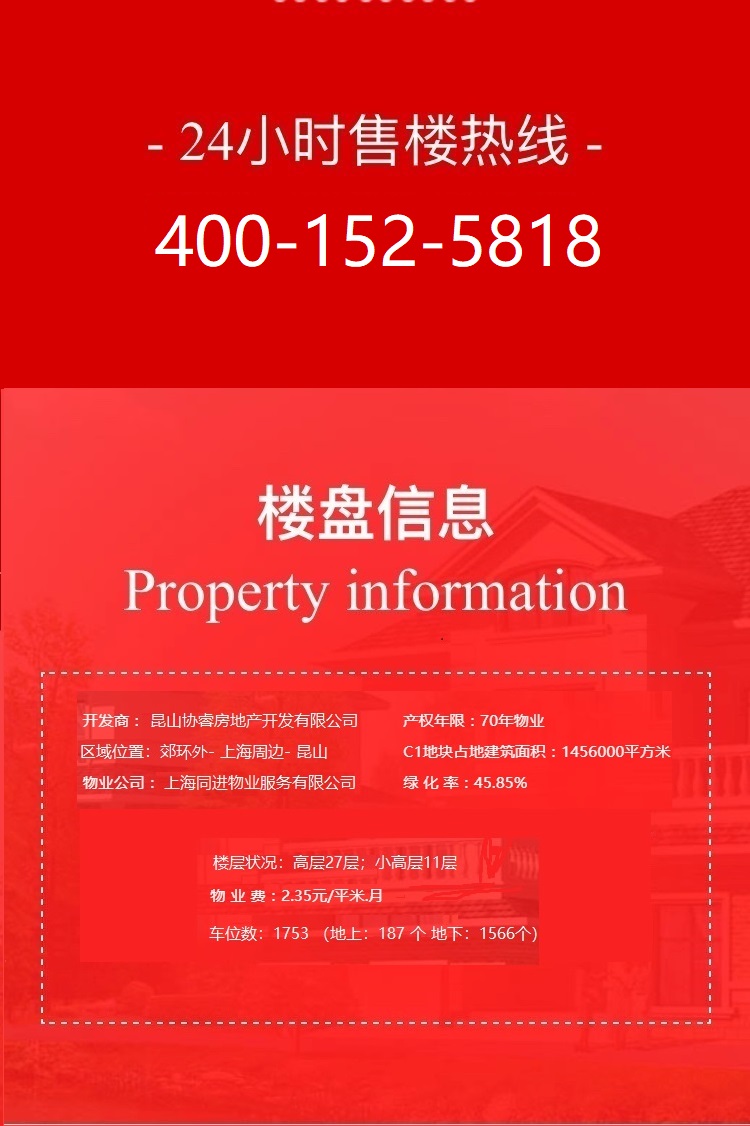 - 24小时售楼热线 -
400-152-5818
楼盘信息
Property information
开发商： 昆山协睿房地产开发有限公司
产权年限：70年物业
区域位置：郊环外- 上海周边- 昆山
C1地块占地建筑面积：1456000平方米
物业公司： 上海同进物业服务有限公司
绿 化 率：45.85%
楼层状况：高层27层；小高层11层
物 业 费：2.35元/平米.月
车位数：1753 （地上：187 个 地下：1566个）